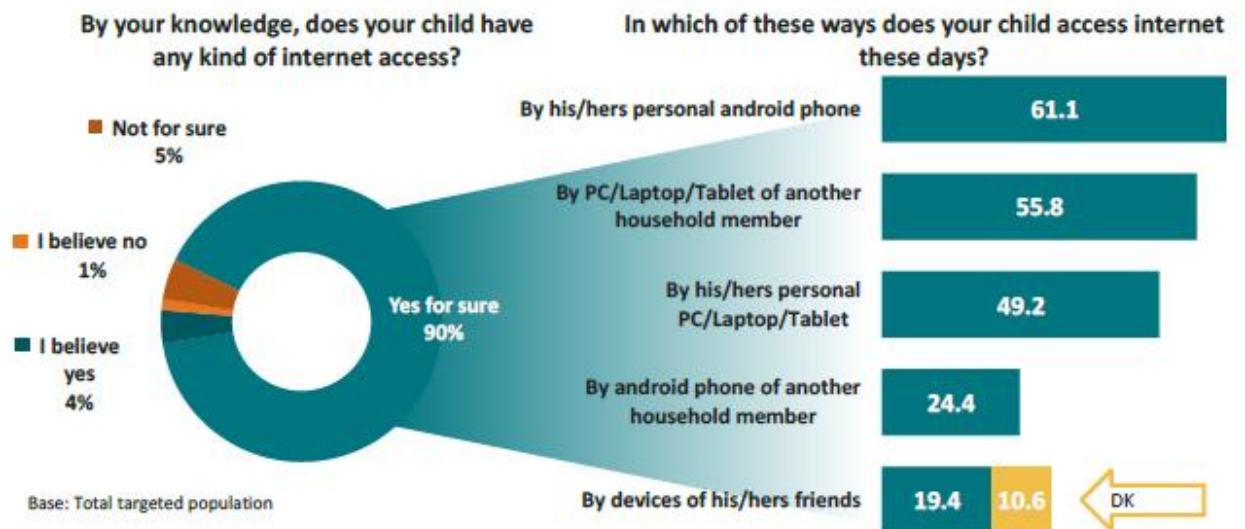 By your knowledge, does your child have
any kind of internet access?
Not for sure
5%
I believe no
1%
I believe
yes
4%
Yes for sure
90%
Base: Total targeted population
In which of these ways does your child access internet
these days?
By his/hers personal android phone
61.1
By PC/Laptop/Tablet of another
household member
55.8
By his/hers personal
PC/Laptop/Tablet
49.2
By android phone of another
household member
24.4
By devices of his/hers friends
19.4
10.6
DK